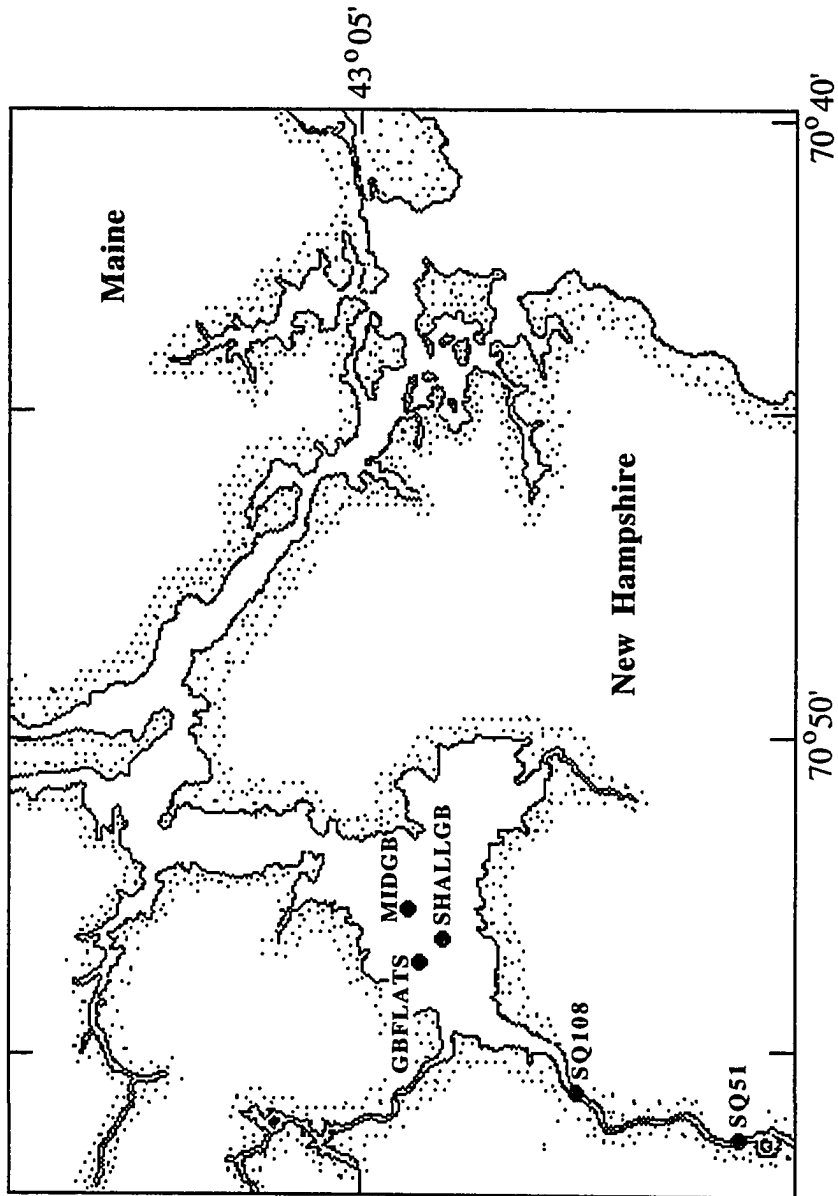 Maine
43°05'
New Hampshire
MIDGB
SHALLGB
GBFLATS
SQ108
SQ51
70°50'
70°40'